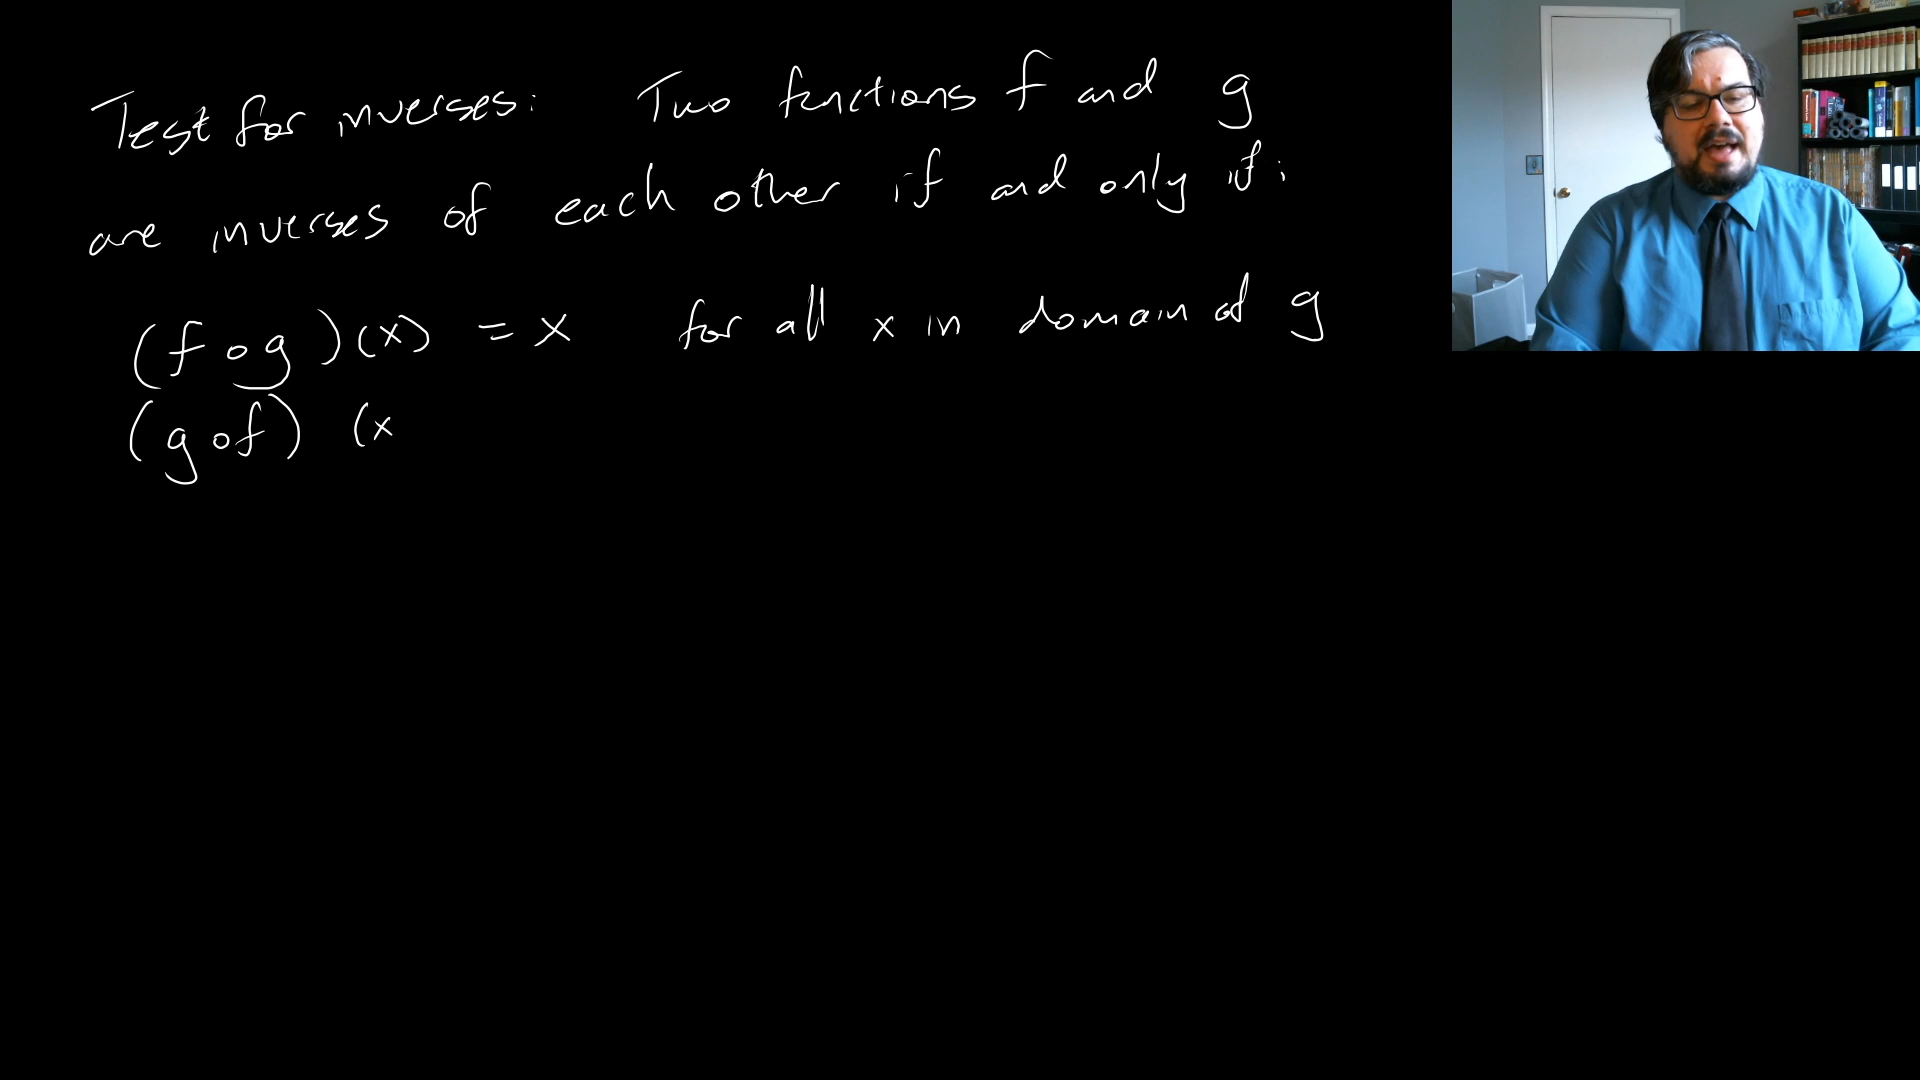 Test for inverses: Two functions f and g
are inverses of each other if and only if:
(f ∘ g)(x) = x for all x in domain of g
(g ∘ f) (x